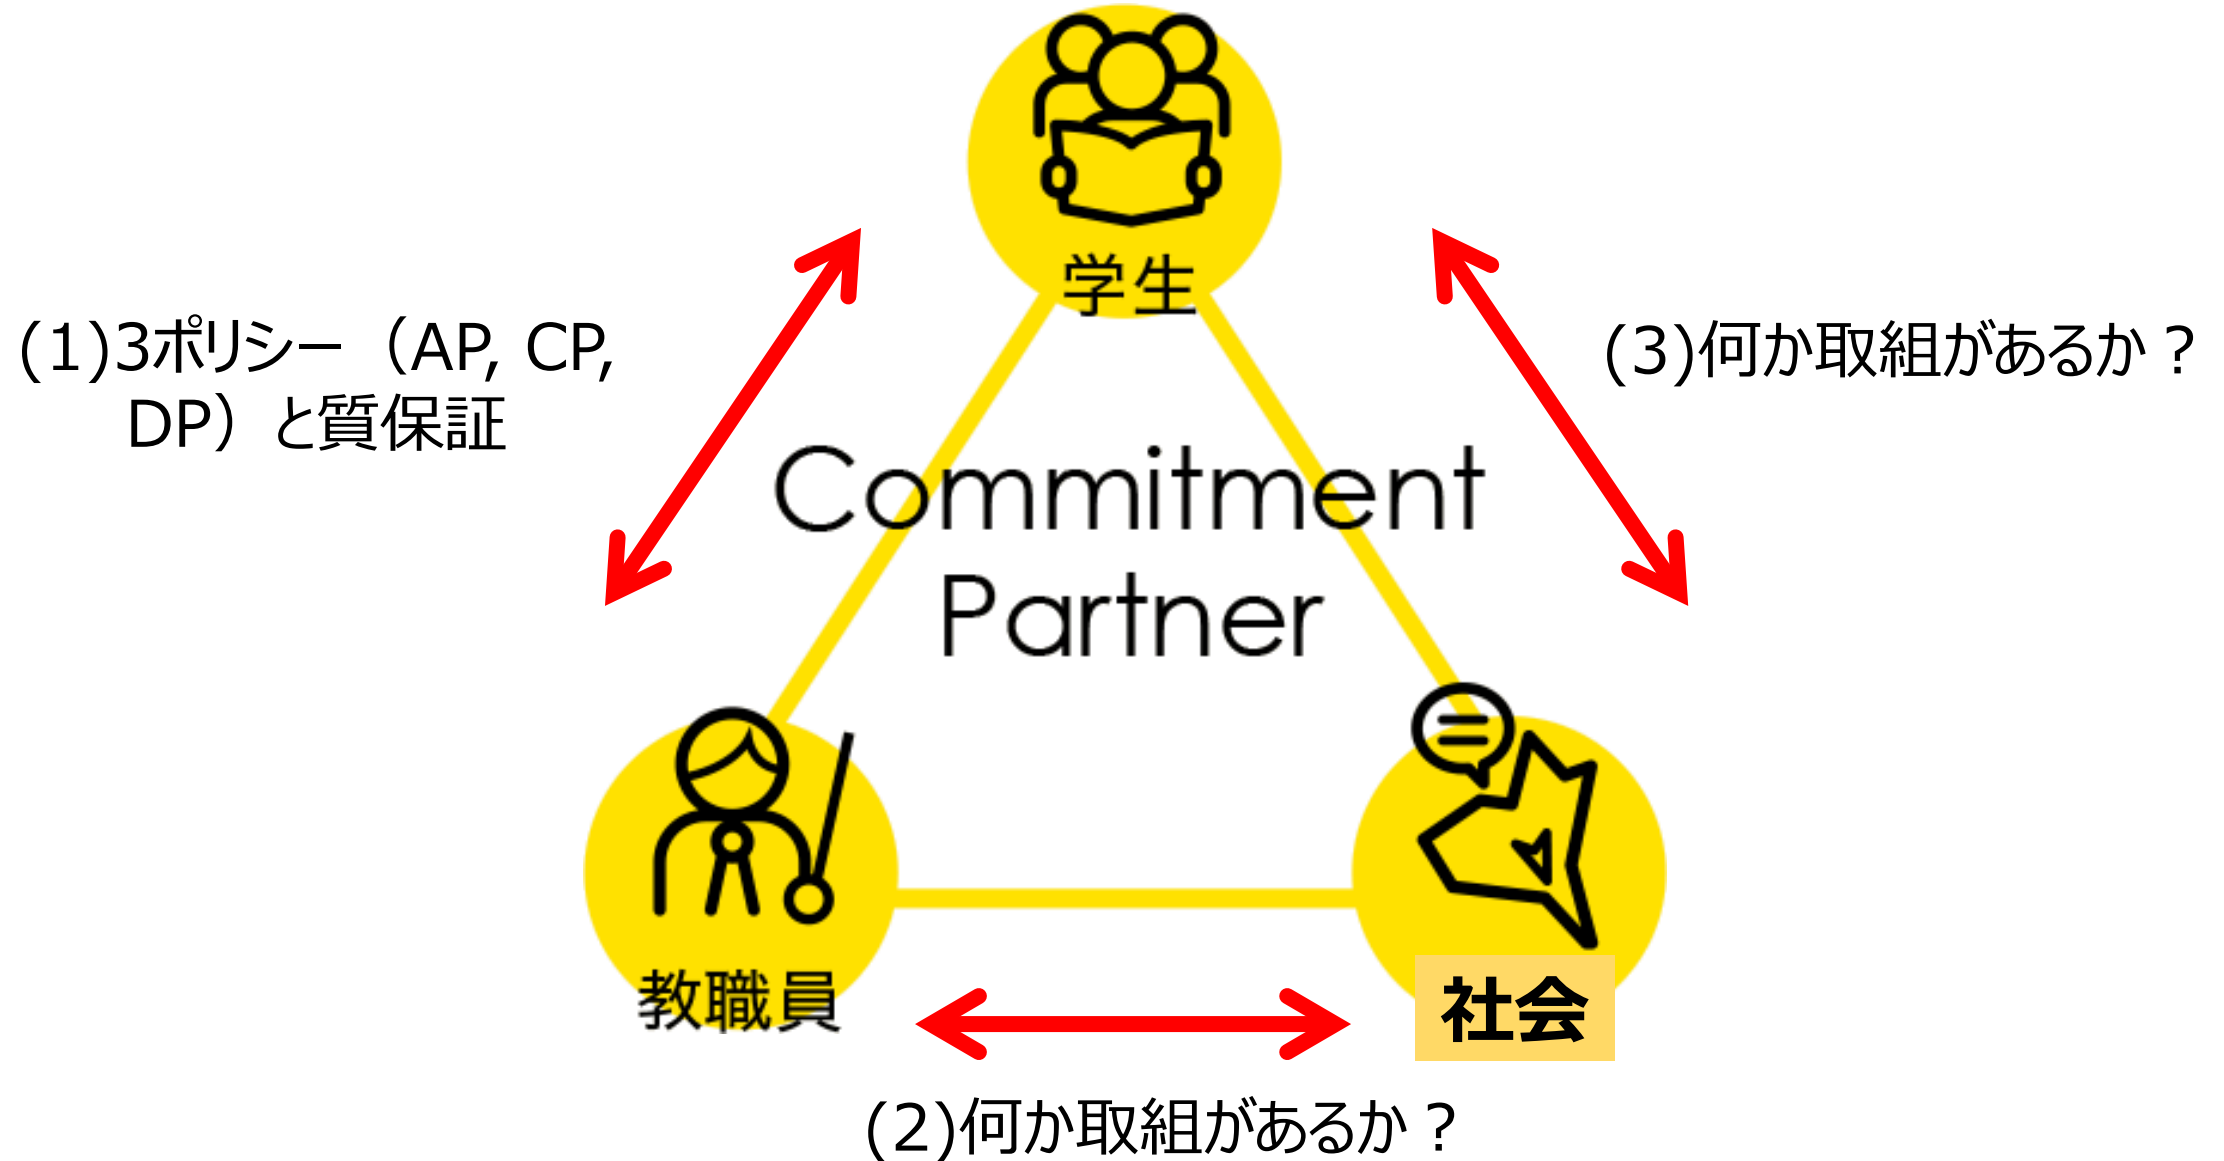 学生
(1)3ポリシー（AP, CP,
DP）と質保証
(3)何か取組があるか？
Commitment
Partner
教職員
社会
(2)何か取組があるか？